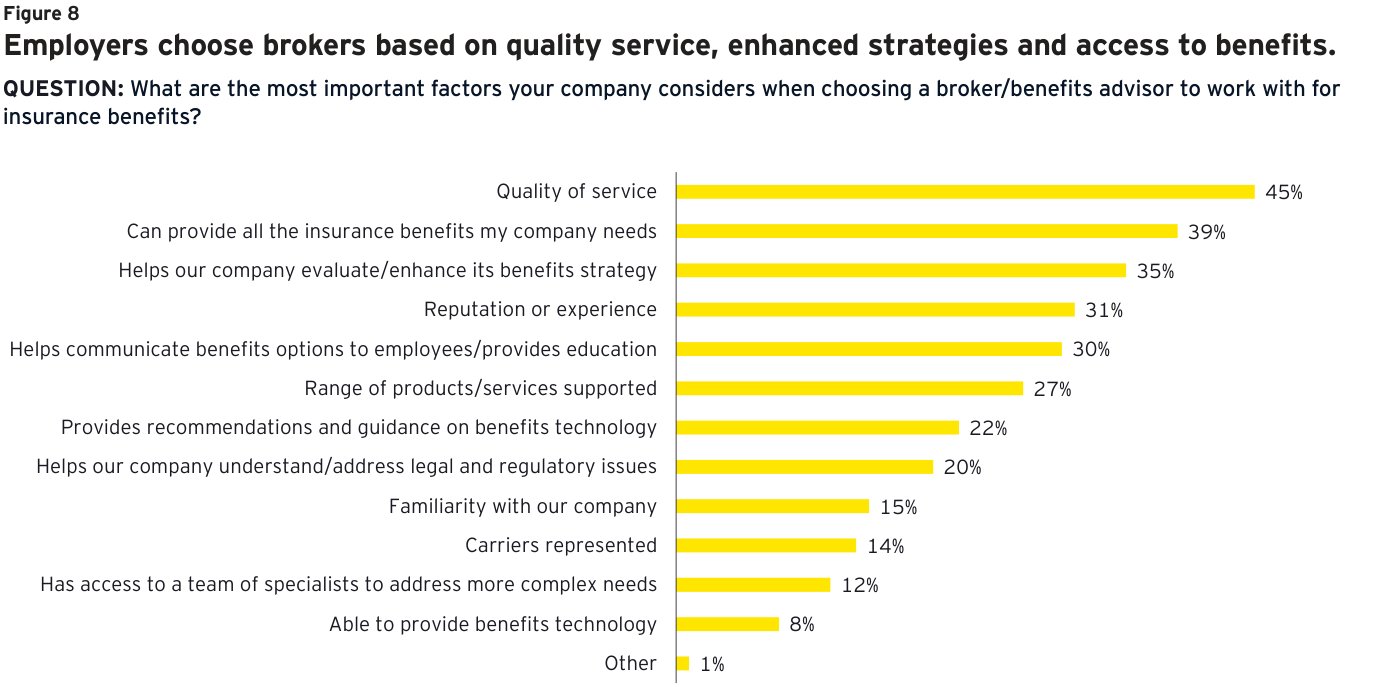 Figure 8
Employers choose brokers based on quality service, enhanced strategies and access to benefits.
QUESTION: What are the most important factors your company considers when choosing a broker/benefits advisor to work with for
insurance benefits?
Quality of service 45%
Can provide all the insurance benefits my company needs 39%
Helps our company evaluate/enhance its benefits strategy 35%
Reputation or experience 31%
Helps communicate benefits options to employees/provides education 30%
Range of products/services supported 27%
Provides recommendations and guidance on benefits technology 22%
Helps our company understand/address legal and regulatory issues 20%
Familiarity with our company 15%
Carriers represented 14%
Has access to a team of specialists to address more complex needs 12%
Able to provide benefits technology 8%
Other 1%